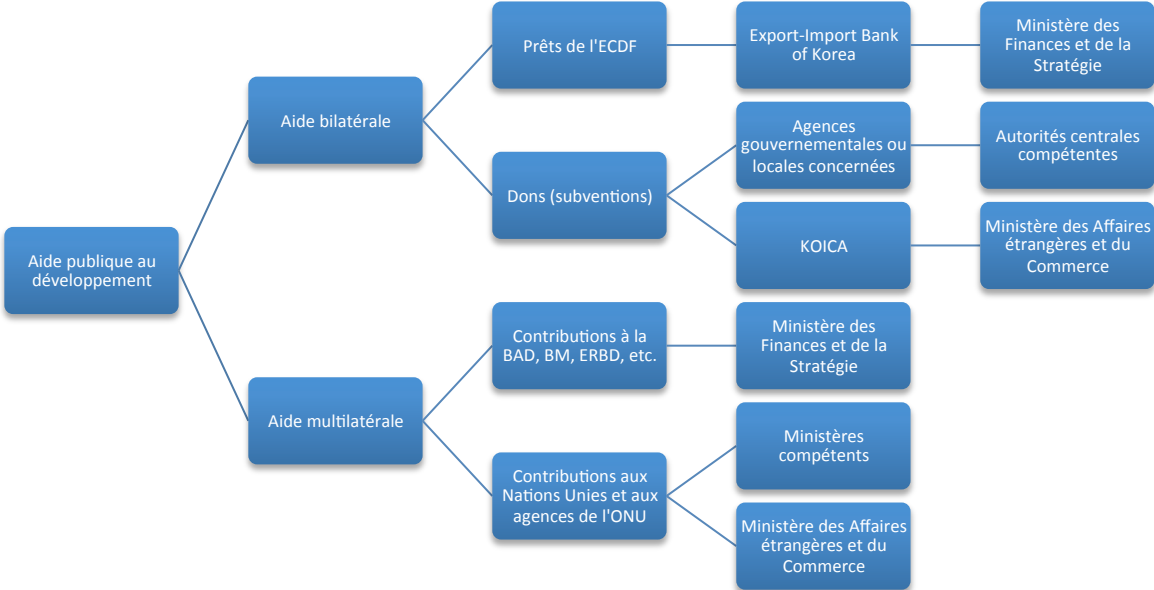 Prêts de l'ECDF
Export-Import Bank
of Korea
Ministère des
Finances et de la
Stratégie
Aide bilatérale
Agences
gouvernementales ou
locales concernées
Autorités centrales
compétentes
Dons (subventions)
KOICA
Ministère des Affaires
étrangères et du
Commerce
Aide publique au
développement
Contributions à la
BAD, BM, ERBD, etc.
Ministère des
Finances et de la
Stratégie
Aide multilatérale
Ministères
compétents
Contributions aux
Nations Unies et aux
agences de l'ONU
Ministère des Affaires
étrangères et du
Commerce